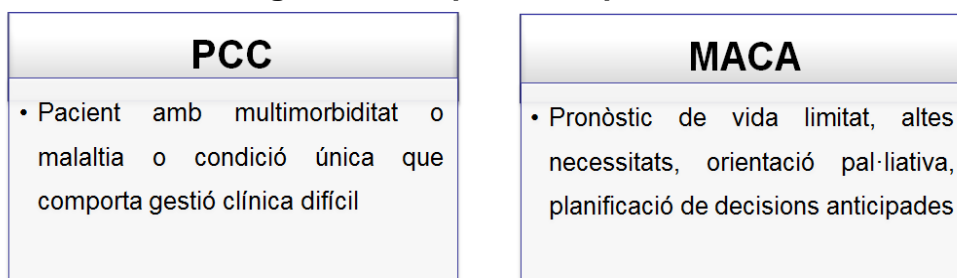 PCC
• Pacient amb multimorbiditat o
malaltia o condició única que
comporta gestió clínica difícil
MACA
• Pronòstic de vida limitat, altes
necessitats, orientació pal·liativa,
planificació de decisions anticipades